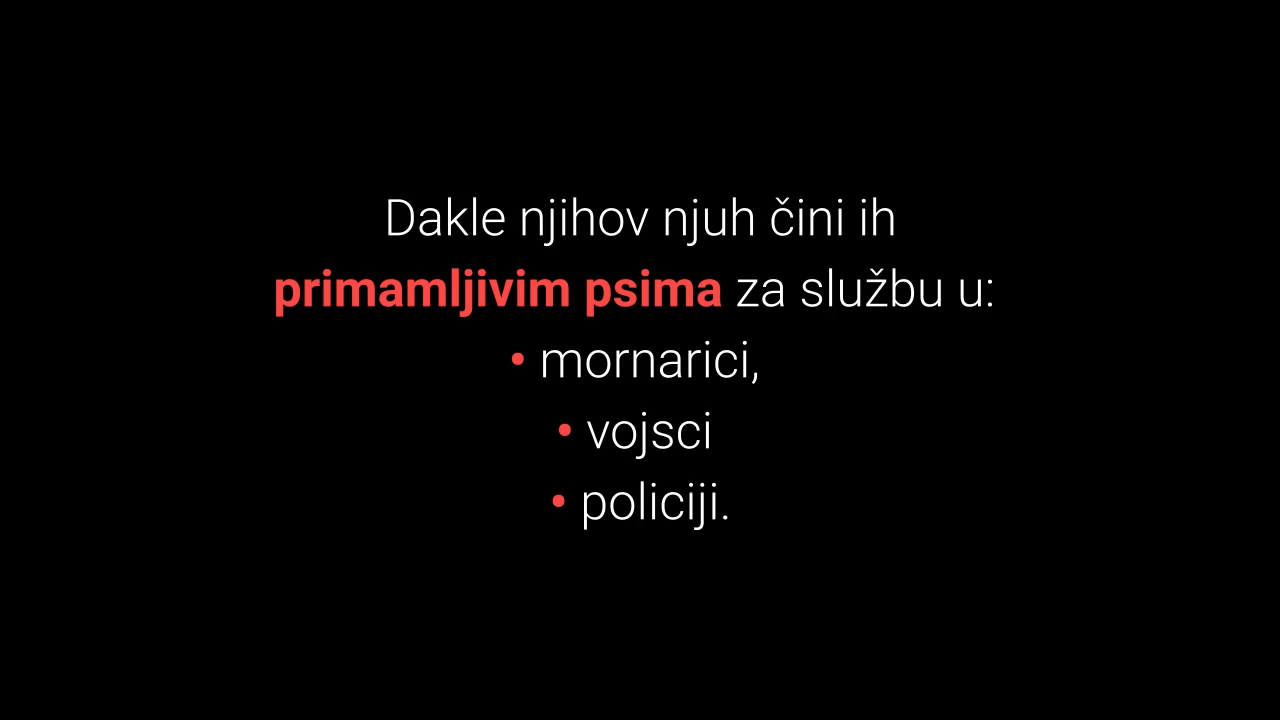 Dakle njihov njuh čini ih
primamljivim psima za službu u:
• mornarici,
• vojsci
• policiji.